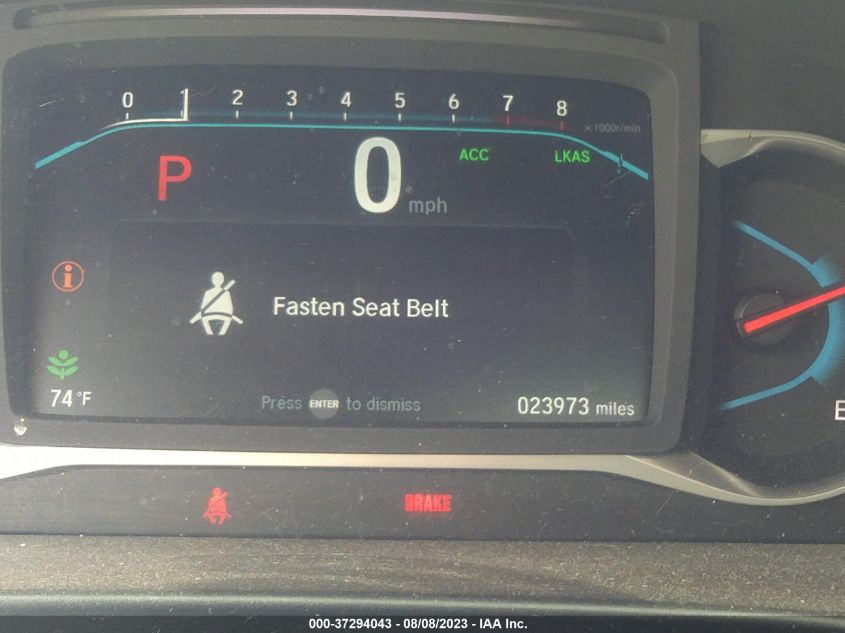 0 1 2 3 4 5 6 7 8
x1000r/min
P 0 mph ACC LKAS
i
Fasten Seat Belt
74°F
Press ENTER to dismiss
023973 miles
E
BRAKE
000-37294043 - 08/08/2023 - IAA Inc.